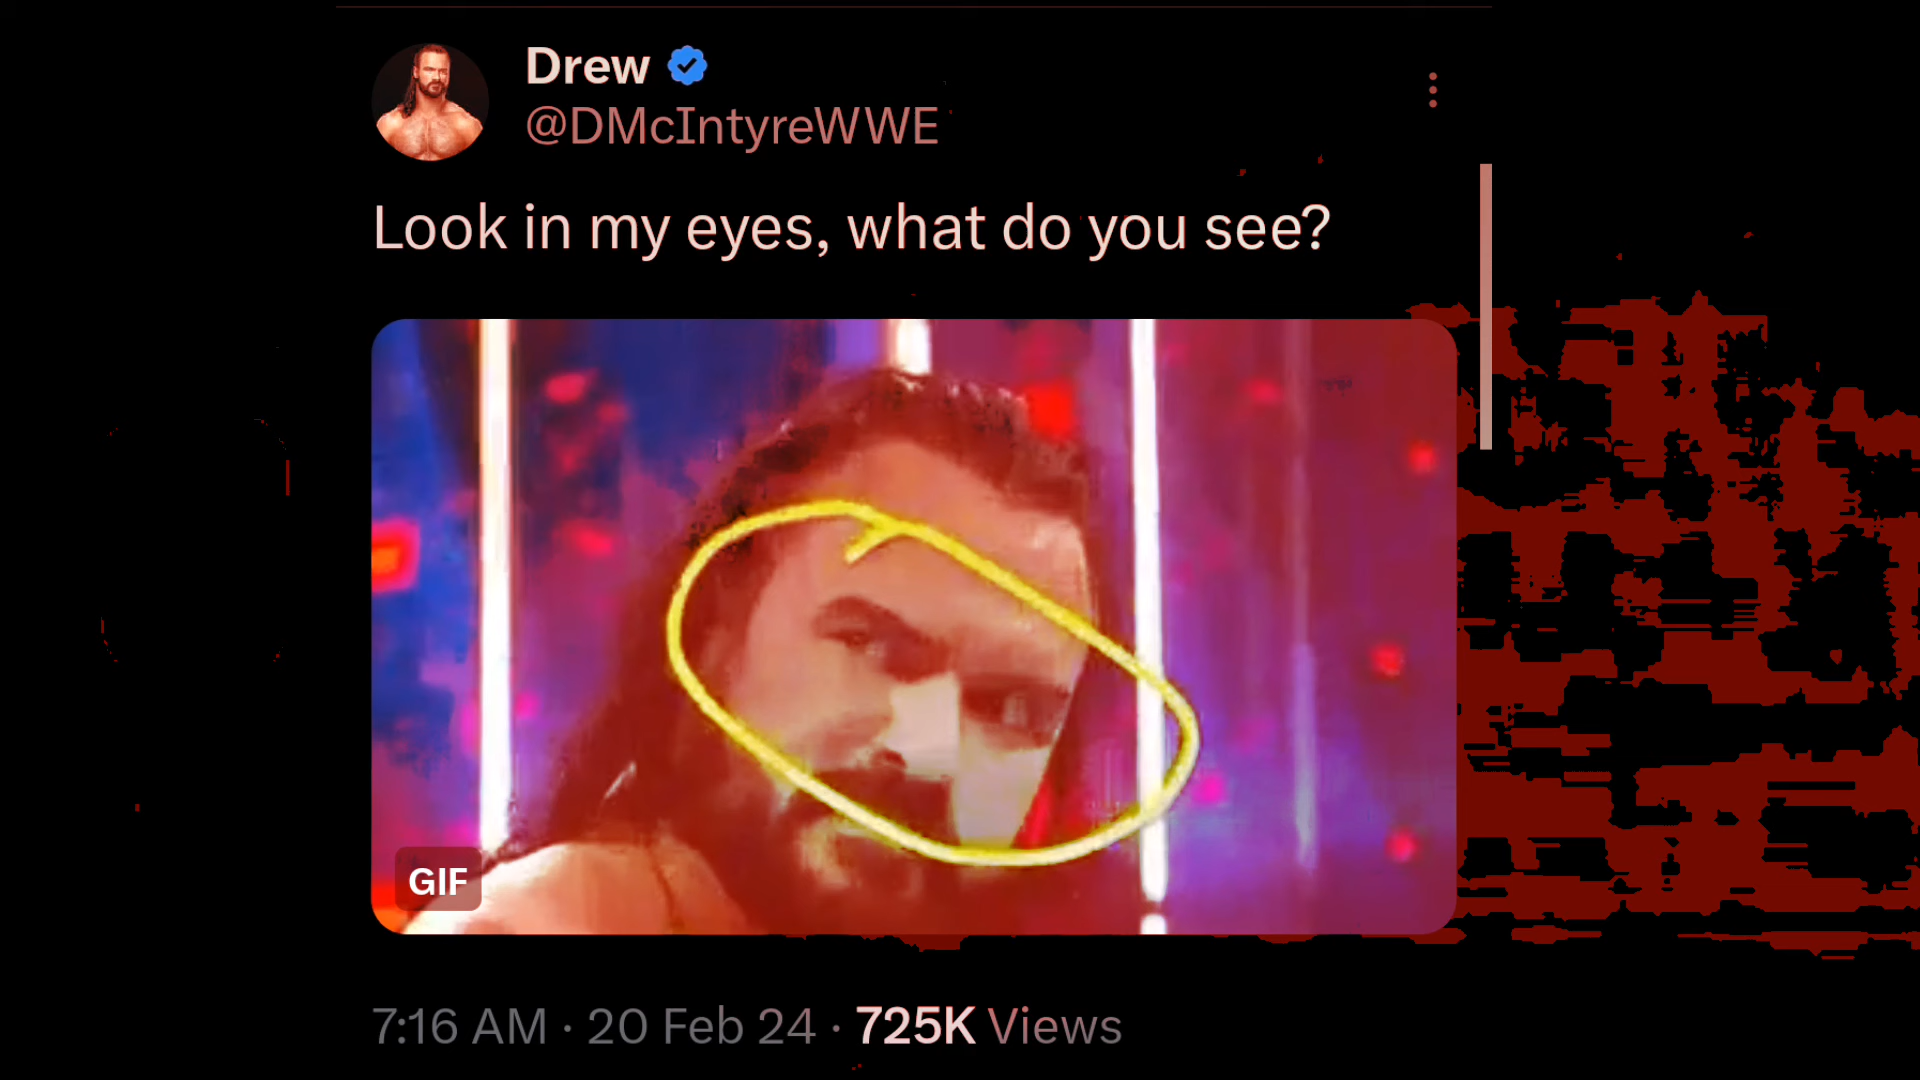 Drew
@DMcIntyreWWE
Look in my eyes, what do you see?
GIF
7:16 AM · 20 Feb 24 · 725K Views